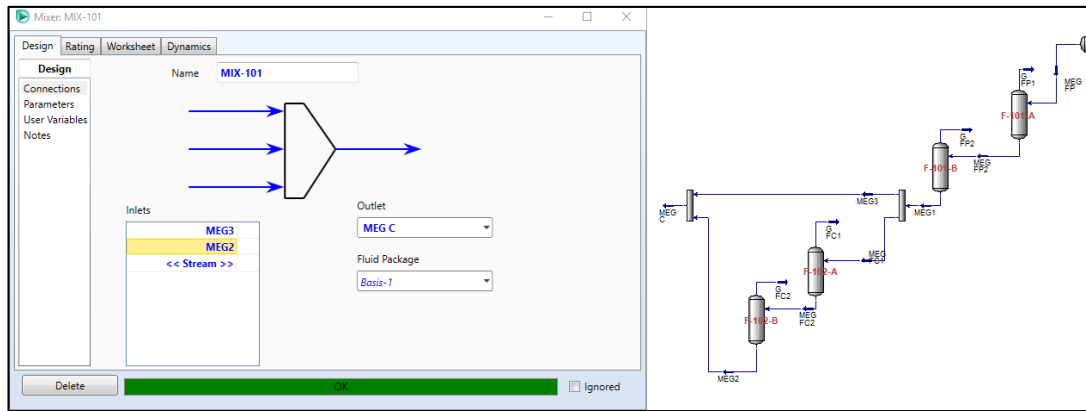 Mixer: MIX-101
Design Rating Worksheet Dynamics
Design
Connections
Parameters
User Variables
Notes
Name MIX-101
Inlets
MEG3
MEG2
<< Stream >>
Outlet
MEG C
Fluid Package
Basis-1
Delete
OK
Ignored
MEG
FP
G
FP1
F-101-A
G
FP2
MEG
FP2
F-101-B
MEG3
MEG1
MEG
C
G
FC1
MEG
FC1
F-102-A
G
FC2
MEG
FC2
F-102-B
MEG2